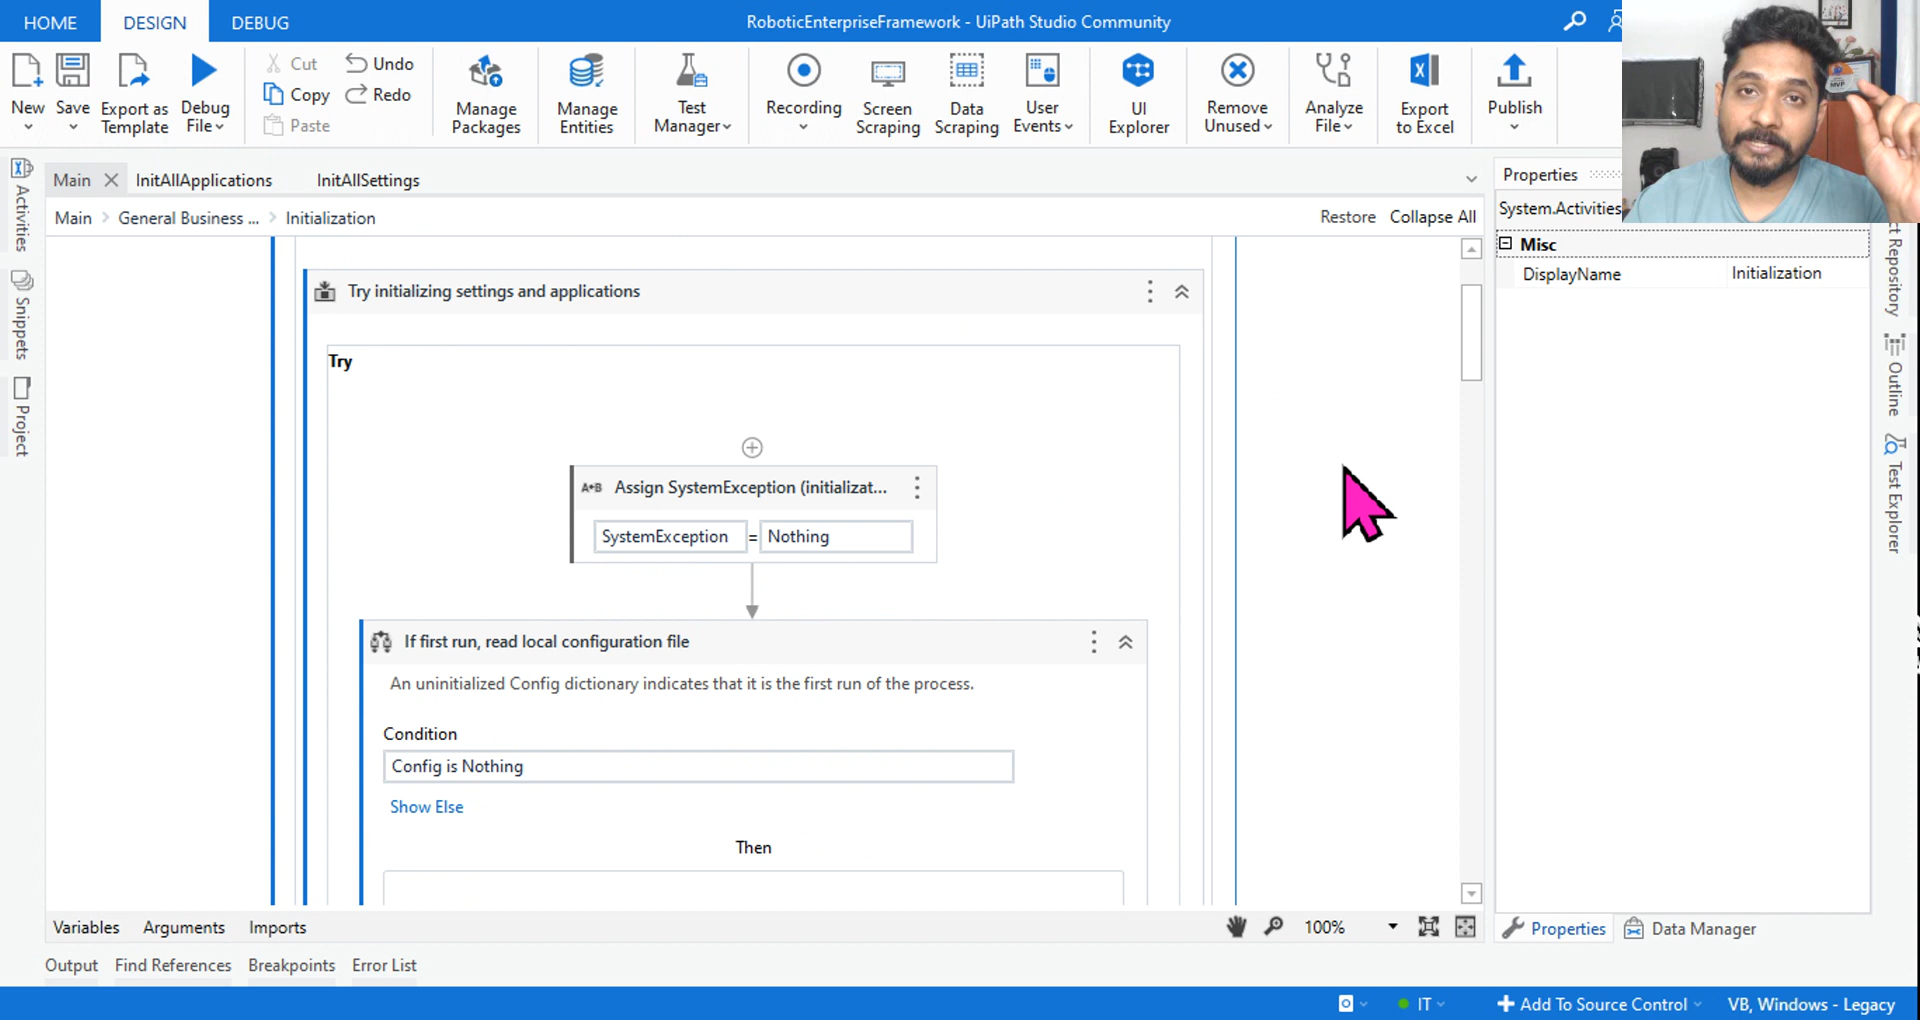 HOME
DESIGN
DEBUG
RoboticEnterpriseFramework - UiPath Studio Community
New
Save
Export as
Template
Debug
File
Cut
Copy
Paste
Undo
Redo
Manage
Packages
Manage
Entities
Test
Manager
Recording
Screen
Scraping
Data
Scraping
User
Events
UI
Explorer
Remove
Unused
Analyze
File
Export
to Excel
Publish
MVP
Main
InitAllApplications
InitAllSettings
Properties
Main
General Business ...
Initialization
Restore
Collapse All
System.Activities
Misc
DisplayName
Initialization
Activities
Snippets
Project
Try initializing settings and applications
Try
A+B
Assign SystemException (initializat...
SystemException
=
Nothing
If first run, read local configuration file
An uninitialized Config dictionary indicates that it is the first run of the process.
Condition
Config is Nothing
Show Else
Then
Repository
Outline
Test Explorer
Variables
Arguments
Imports
100%
Properties
Data Manager
Output
Find References
Breakpoints
Error List
IT
Add To Source Control
VB, Windows - Legacy